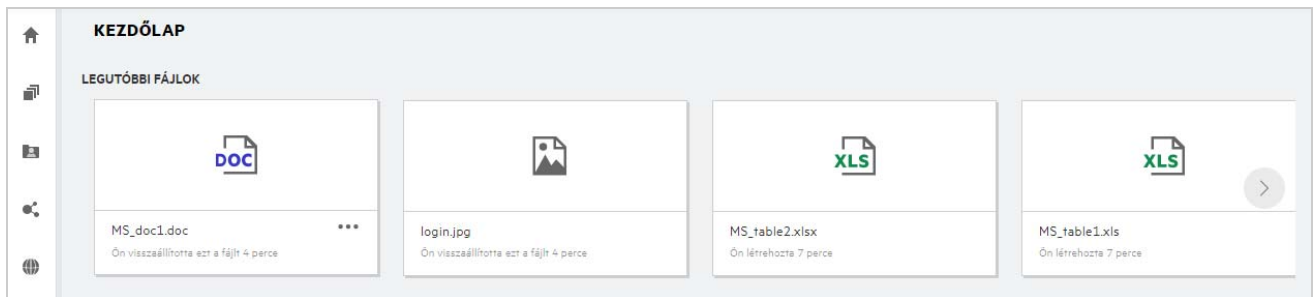 KEZDŐLAP
LEGUTÓBBI FÁJLOK
DOC
XLS
XLS
MS_doc1.doc
login.jpg
MS_table2.xlsx
MS_table1.xls
Ön visszaállította ezt a fájlt 4 perce
Ön visszaállította ezt a fájlt 4 perce
Ön létrehozta 7 perce
Ön létrehozta 7 perce